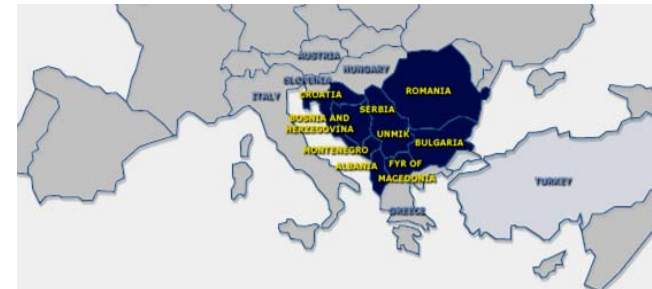 AUSTRIA
HUNGARY
SLOVENIA
ITALY
CROATIA
ROMANIA
SERBIA
BOSNIA AND
HERZEGOVINA
UNMIK
BULGARIA
MONTENEGRO
ALBANIA
FYR OF
MACEDONIA
TURKEY
GREECE